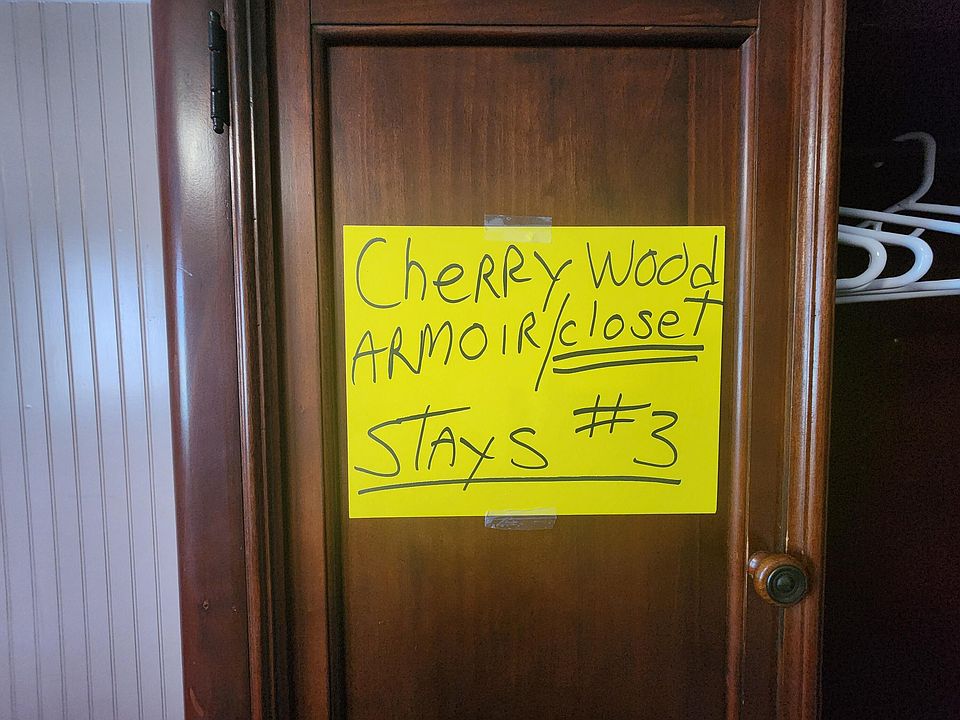 CheRRY Wood
ARMOIR/closet
STAYS #3